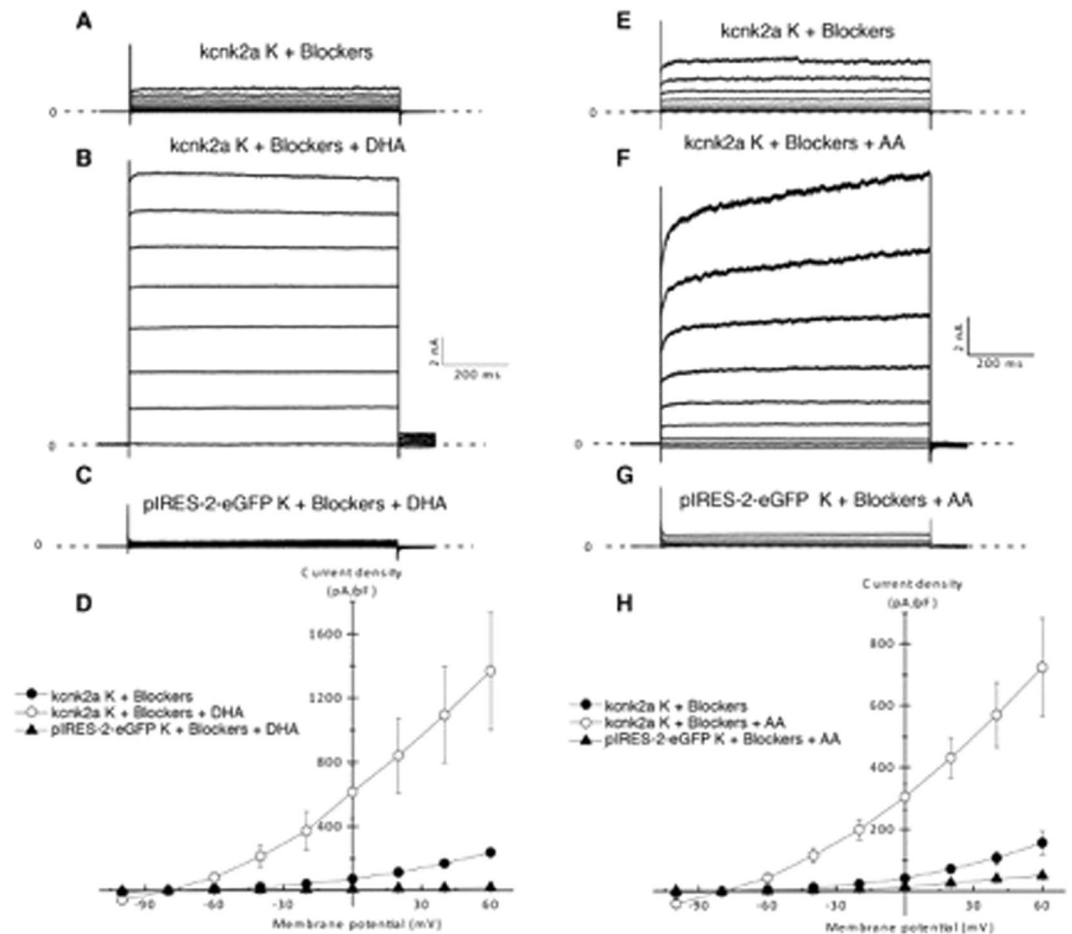 A
kcnk2a K + Blockers
0
B
kcnk2a K + Blockers + DHA
2 nA
200 ms
0
C
pIRES-2-eGFP K + Blockers + DHA
0
Current density
(pA/pF)
D
1600
1200
800
400
kcnk2a K + Blockers
kcnk2a K + Blockers + DHA
pIRES-2-eGFP K + Blockers + DHA
-90
-60
-30
30
60
Membrane potential (mV)
E
kcnk2a K + Blockers
0
F
kcnk2a K + Blockers + AA
2 nA
200 ms
0
G
pIRES-2-eGFP K + Blockers + AA
0
Current density
(pA/pF)
H
800
600
400
200
kcnk2a K + Blockers
kcnk2a K + Blockers + AA
pIRES-2-eGFP K + Blockers + AA
-90
-60
-30
30
60
Membrane potential (mV)